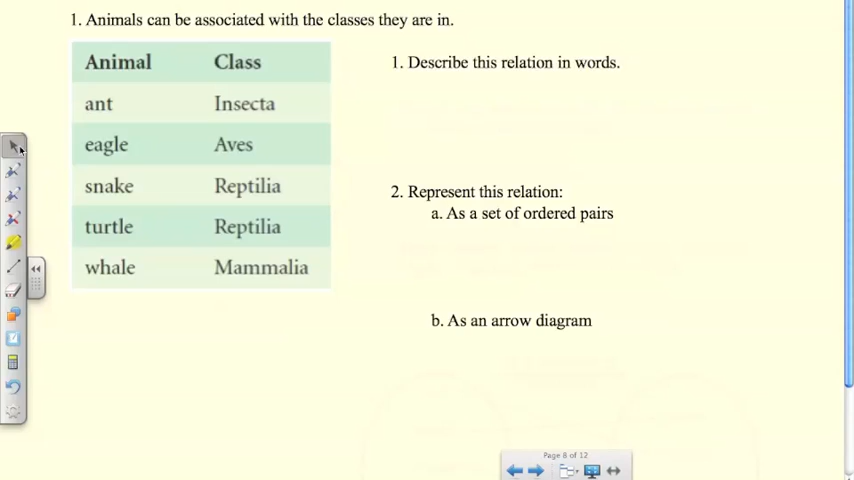 1. Animals can be associated with the classes they are in.
Animal Class
ant Insecta
eagle Aves
snake Reptilia
turtle Reptilia
whale Mammalia
1. Describe this relation in words.
2. Represent this relation:
a. As a set of ordered pairs
b. As an arrow diagram
Page 8 of 12